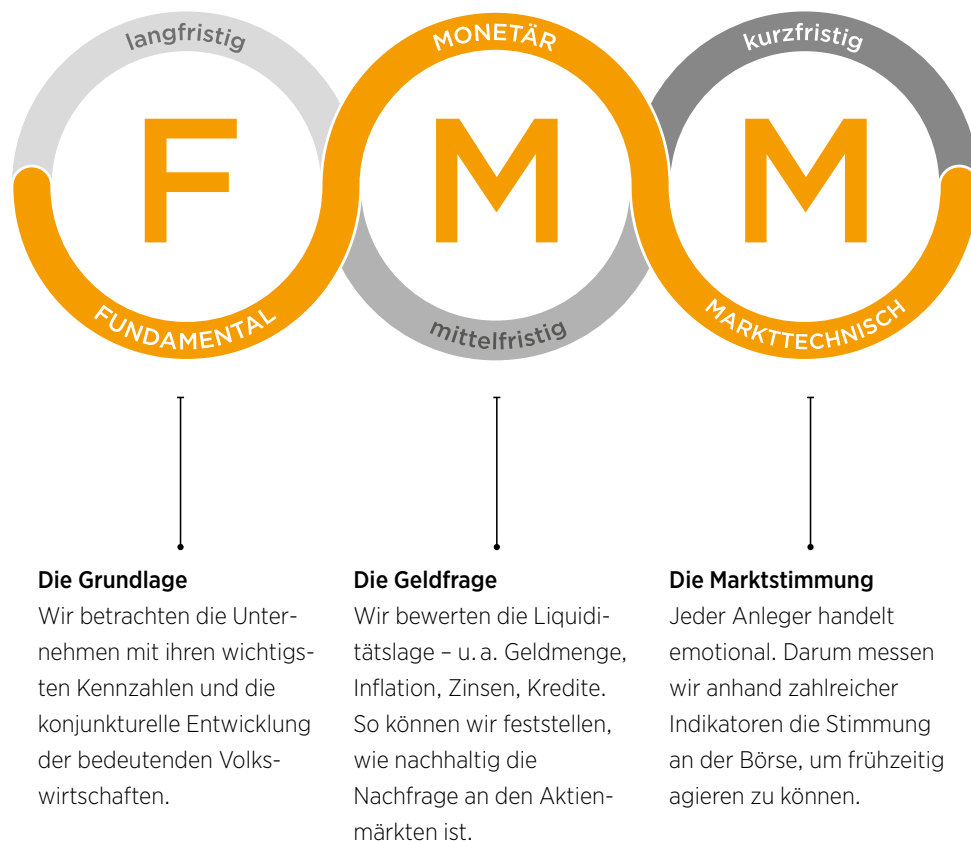 langfristig
MONETÄR
kurzfristig
F
M
M
FUNDAMENTAL
mittelfristig
MARKTTECHNISCH
Die Grundlage
Wir betrachten die Unter-
nehmen mit ihren wichtigs-
ten Kennzahlen und die
konjunkturelle Entwicklung
der bedeutenden Volks-
wirtschaften.
Die Geldfrage
Wir bewerten die Liquidi-
tätslage – u. a. Geldmenge,
Inflation, Zinsen, Kredite.
So können wir feststellen,
wie nachhaltig die
Nachfrage an den Aktien-
märkten ist.
Die Marktstimmung
Jeder Anleger handelt
emotional. Darum messen
wir anhand zahlreicher
Indikatoren die Stimmung
an der Börse, um frühzeitig
agieren zu können.